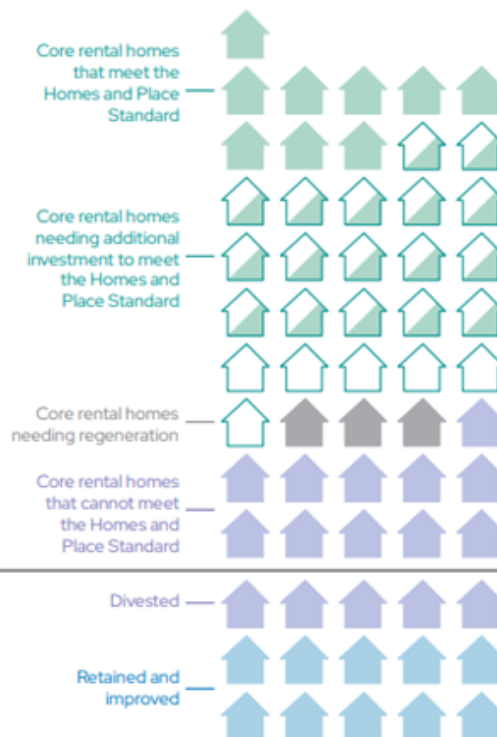 Core rental homes
that meet the
Homes and Place
Standard
Core rental homes
needing additional
investment to meet
the Homes and
Place Standard
Core rental homes
needing regeneration
Core rental homes
that cannot meet
the Homes and
Place Standard
Divested
Retained and
improved